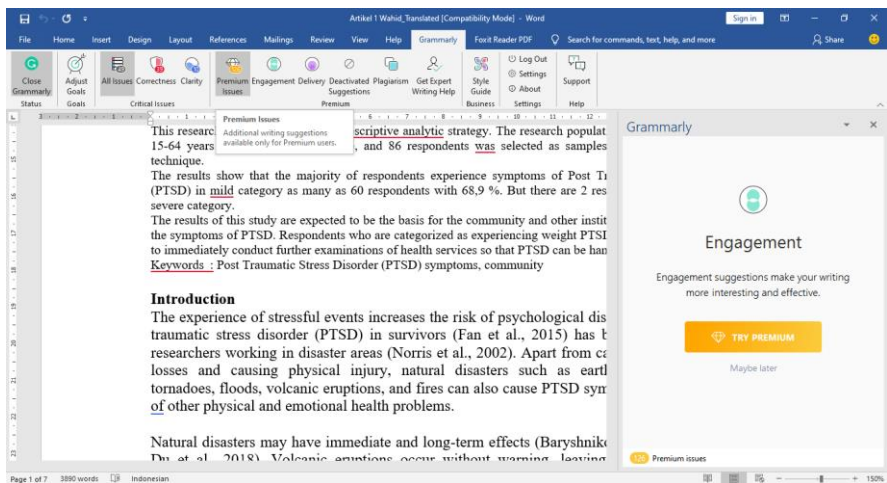 Artikel 1 Wahid_Translated [Compatibility Mode] - Word
Sign in
File Home Insert Design Layout References Mailings Review View Help Grammarly Foxit Reader PDF Search for commands, text, help, and more Share
Close Grammarly
Adjust Goals
All Issues Correctness Clarity
Premium Issues
Engagement Delivery
Deactivated Suggestions
Plagiarism
Get Expert Writing Help
Style Guide
Log Out
Settings
About
Support
Status Goals Critical Issues Premium Business Settings Help
Premium Issues
Additional writing suggestions
available only for Premium users.
This researc scriptive analytic strategy. The research populat
15-64 years , and 86 respondents was selected as samples
technique.
The results show that the majority of respondents experience symptoms of Post Tr
(PTSD) in mild category as many as 60 respondents with 68,9 %. But there are 2 res
severe category.
The results of this study are expected to be the basis for the community and other instit
the symptoms of PTSD. Respondents who are categorized as experiencing weight PTSD
to immediately conduct further examinations of health services so that PTSD can be han
Keywords : Post Traumatic Stress Disorder (PTSD) symptoms, community
Introduction
The experience of stressful events increases the risk of psychological dis
traumatic stress disorder (PTSD) in survivors (Fan et al., 2015) has b
researchers working in disaster areas (Norris et al., 2002). Apart from ca
losses and causing physical injury, natural disasters such as eart
tornadoes, floods, volcanic eruptions, and fires can also cause PTSD sym
of other physical and emotional health problems.
Natural disasters may have immediate and long-term effects (Baryshnik
Du et al., 2018). Volcanic eruptions occur without warning, leaving
Grammarly
Engagement
Engagement suggestions make your writing
more interesting and effective.
TRY PREMIUM
Maybe later
126 Premium issues
Page 1 of 7 3890 words Indonesian 150%